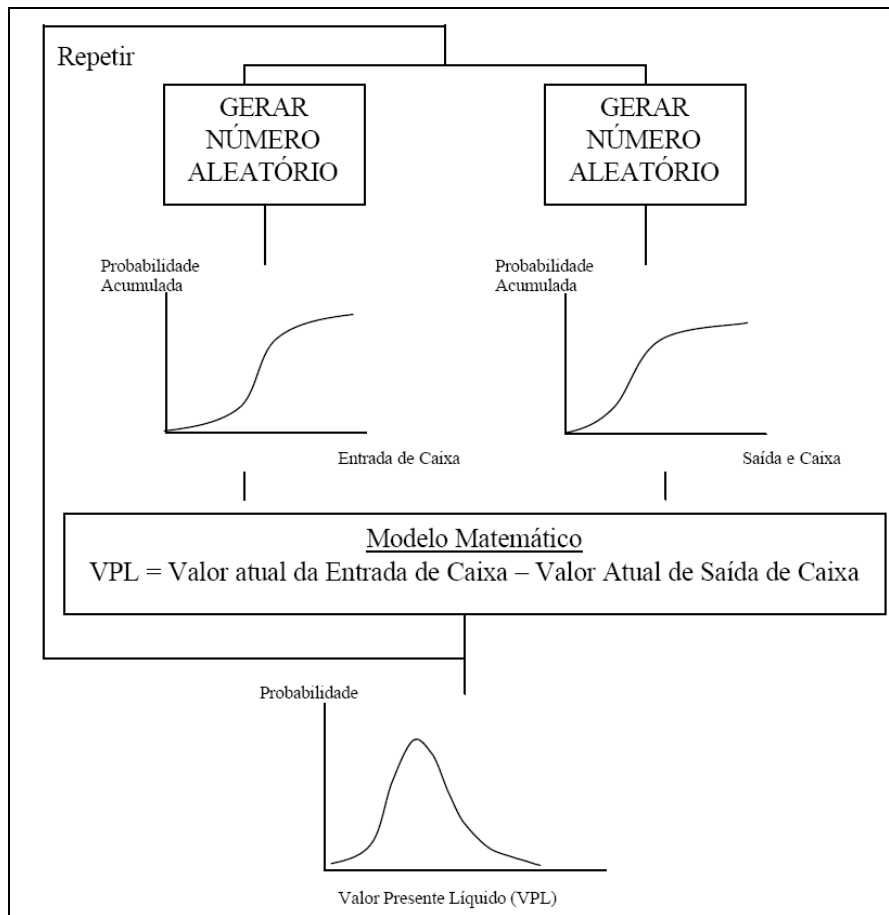 Repetir
GERAR
NÚMERO
ALEATÓRIO
GERAR
NÚMERO
ALEATÓRIO
Probabilidade
Acumulada
Probabilidade
Acumulada
Entrada de Caixa
Saída e Caixa
Modelo Matemático
VPL = Valor atual da Entrada de Caixa – Valor Atual de Saída de Caixa
Probabilidade
Valor Presente Líquido (VPL)